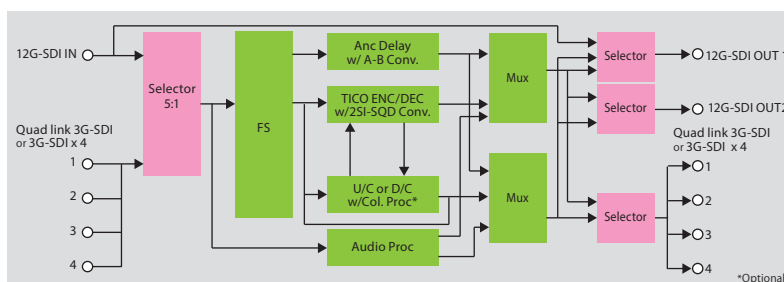 12G-SDI IN
Selector
5:1
Quad link 3G-SDI
or 3G-SDI x 4
1
2
3
4
FS
Anc Delay
w/ A-B Conv.
TICO ENC/DEC
w/2SI-SQD Conv.
U/C or D/C
w/Col. Proc*
Audio Proc
Mux
Mux
Selector
Selector
Selector
12G-SDI OUT 1
12G-SDI OUT2
Quad link 3G-SDI
or 3G-SDI x 4
1
2
3
4
*Optional